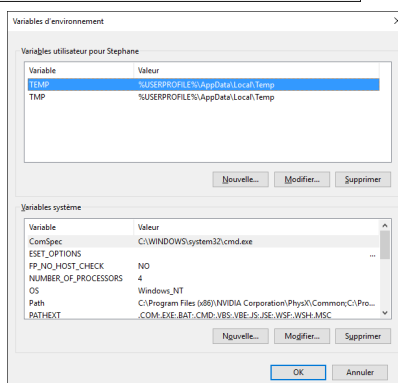 Variables d'environnement
Variables utilisateur pour Stephane
Variable Valeur
TEMP %USERPROFILE%\AppData\Local\Temp
TMP %USERPROFILE%\AppData\Local\Temp
Nouvelle... Modifier... Supprimer
Variables système
Variable Valeur
ComSpec C:\WINDOWS\system32\cmd.exe
ESET_OPTIONS ...
FP_NO_HOST_CHECK NO
NUMBER_OF_PROCESSORS 4
OS Windows_NT
Path C:\Program Files (x86)\NVIDIA Corporation\PhysX\Common;C:\Pro...
PATHEXT .COM;.EXE;.BAT;.CMD;.VBS;.VBE;.JS;.JSE;.WSF;.WSH;.MSC
Nouvelle... Modifier... Supprimer
OK Annuler